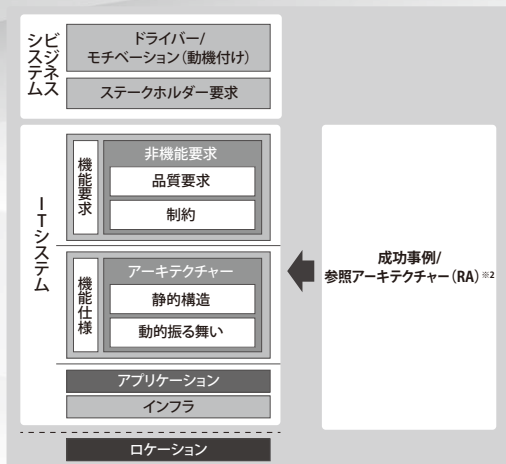 ビジネス
システム
ドライバー/
モチベーション(動機付け)
ステークホルダー要求
ITシステム
機能要求
非機能要求
品質要求
制約
機能仕様
アーキテクチャー
静的構造
動的振る舞い
アプリケーション
インフラ
ロケーション
成功事例/
参照アーキテクチャー(RA)※2